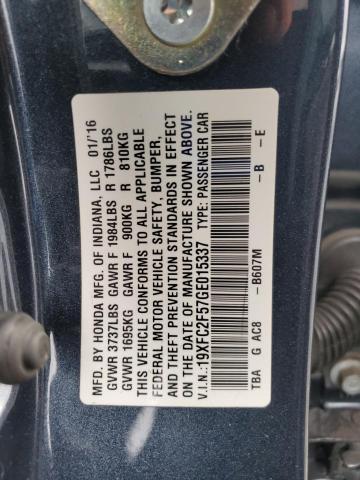 MFD. BY HONDA MFG. OF INDIANA, LLC 01/'16
GVWR 3737LBS GAWR F 1984LBS R 1786LBS
GVWR 1695KG GAWR F 900KG R 810KG
THIS VEHICLE CONFORMS TO ALL APPLICABLE
FEDERAL MOTOR VEHICLE SAFETY, BUMPER,
AND THEFT PREVENTION STANDARDS IN EFFECT
ON THE DATE OF MANUFACTURE SHOWN ABOVE.
V.I.N.: 19XFC2F57GE015337 TYPE: PASSENGER CAR
TBA G AC8 -B607M -B -E